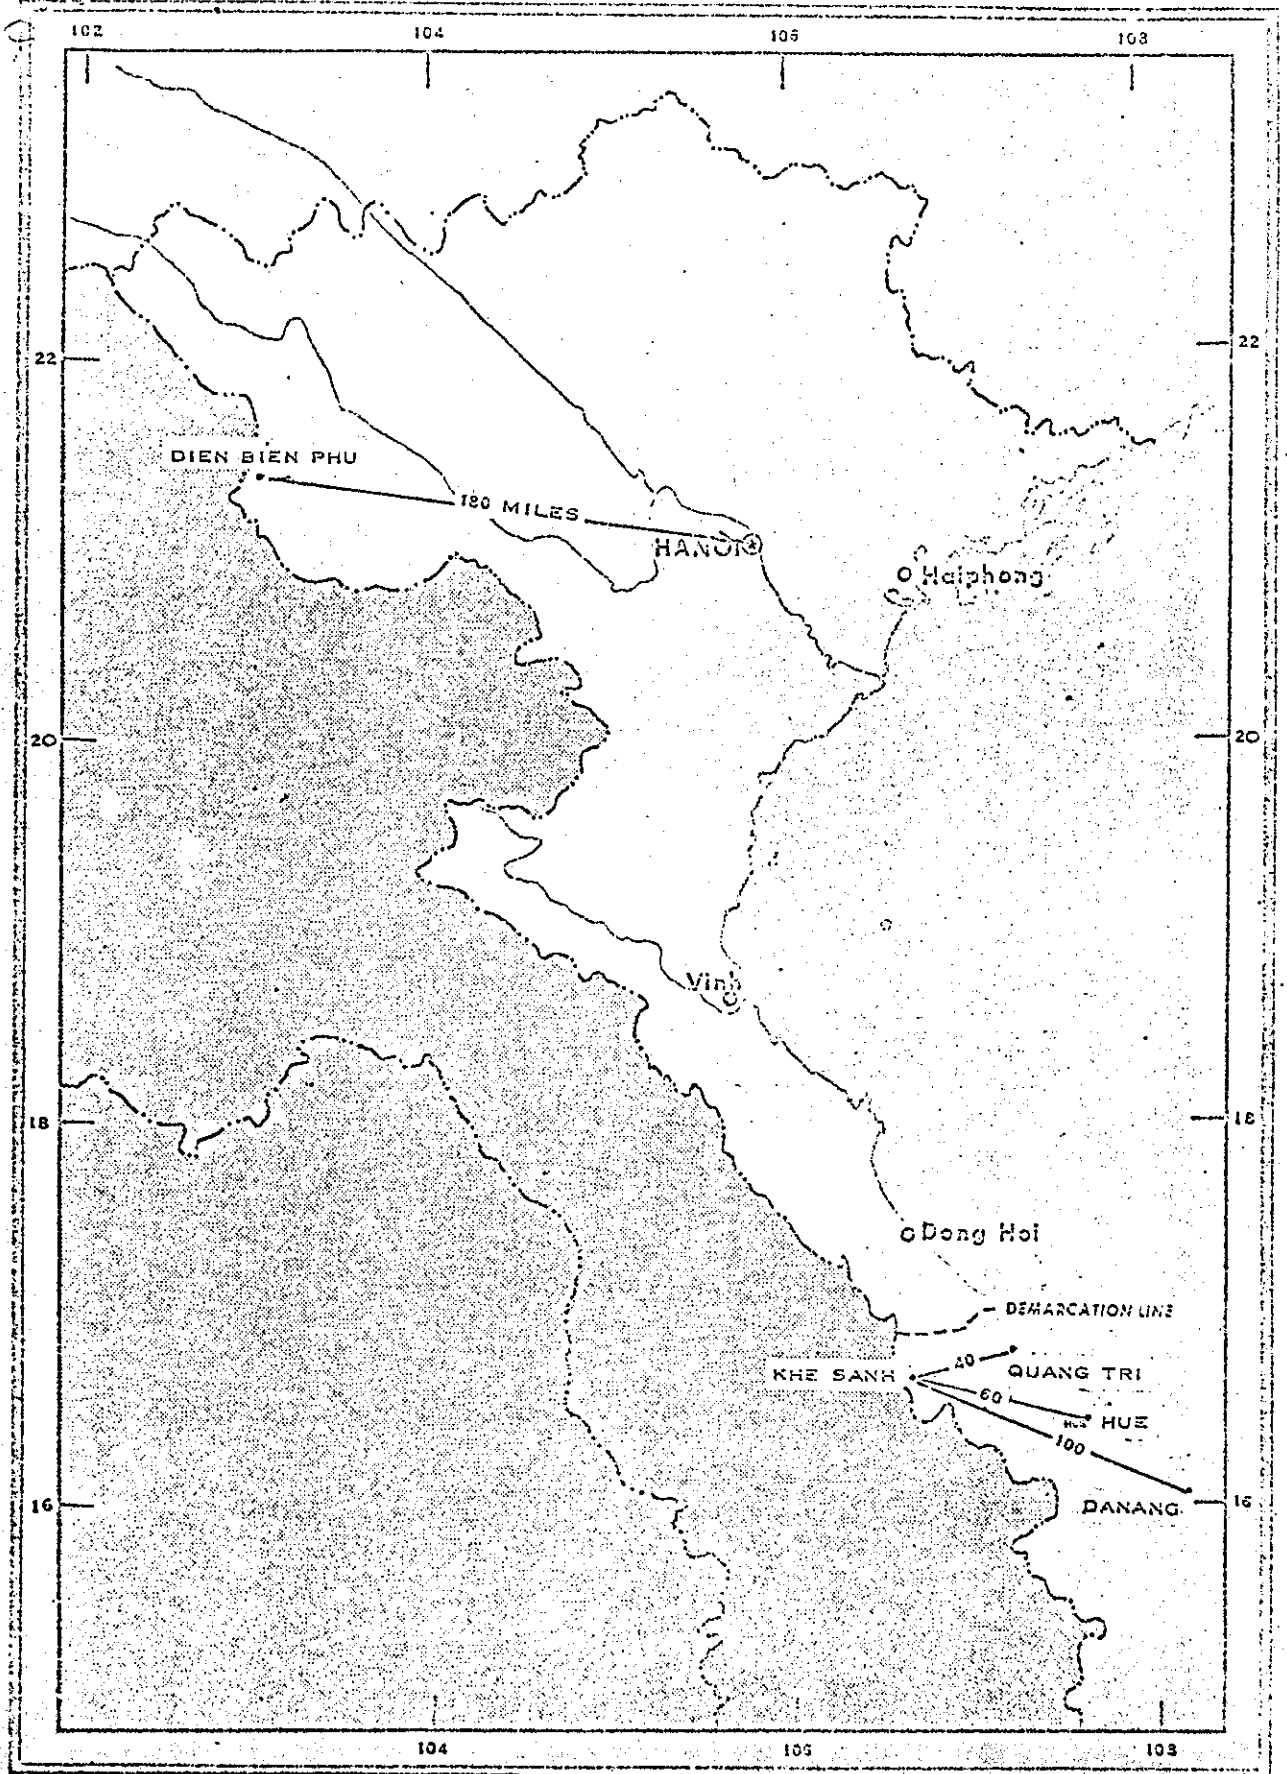 102 104 106 108
22 22
DIEN BIEN PHU
180 MILES
HANOI
Haiphong
20 20
Vinh
18 18
Dong Hoi
DEMARCATION LINE
KHE SANH 40 QUANG TRI
60 HUE HUE
100
16 16
DANANG
104 106 108